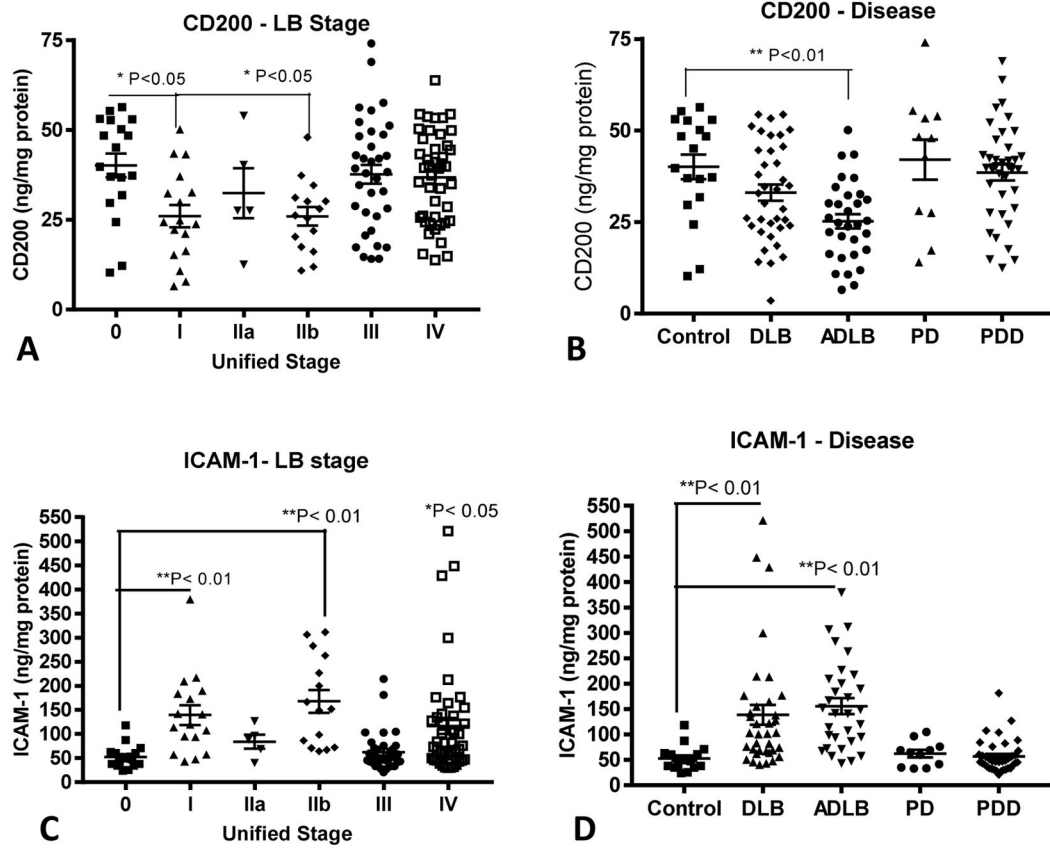 CD200 - LB Stage
75
50
25
0
CD200 (ng/mg protein)
* P<0.05
* P<0.05
0 I IIa IIb III IV
Unified Stage
A
CD200 - Disease
75
50
25
0
CD200 (ng/mg protein)
** P<0.01
Control DLB ADLB PD PDD
B
ICAM-1- LB stage
550
500
450
400
350
300
250
200
150
100
50
0
ICAM-1 (ng/mg protein)
**P< 0.01
**P< 0.01
*P< 0.05
0 I IIa IIb III IV
Unified Stage
C
ICAM-1 - Disease
550
500
450
400
350
300
250
200
150
100
50
0
ICAM-1 (ng/mg protein)
**P< 0.01
**P< 0.01
Control DLB ADLB PD PDD
D